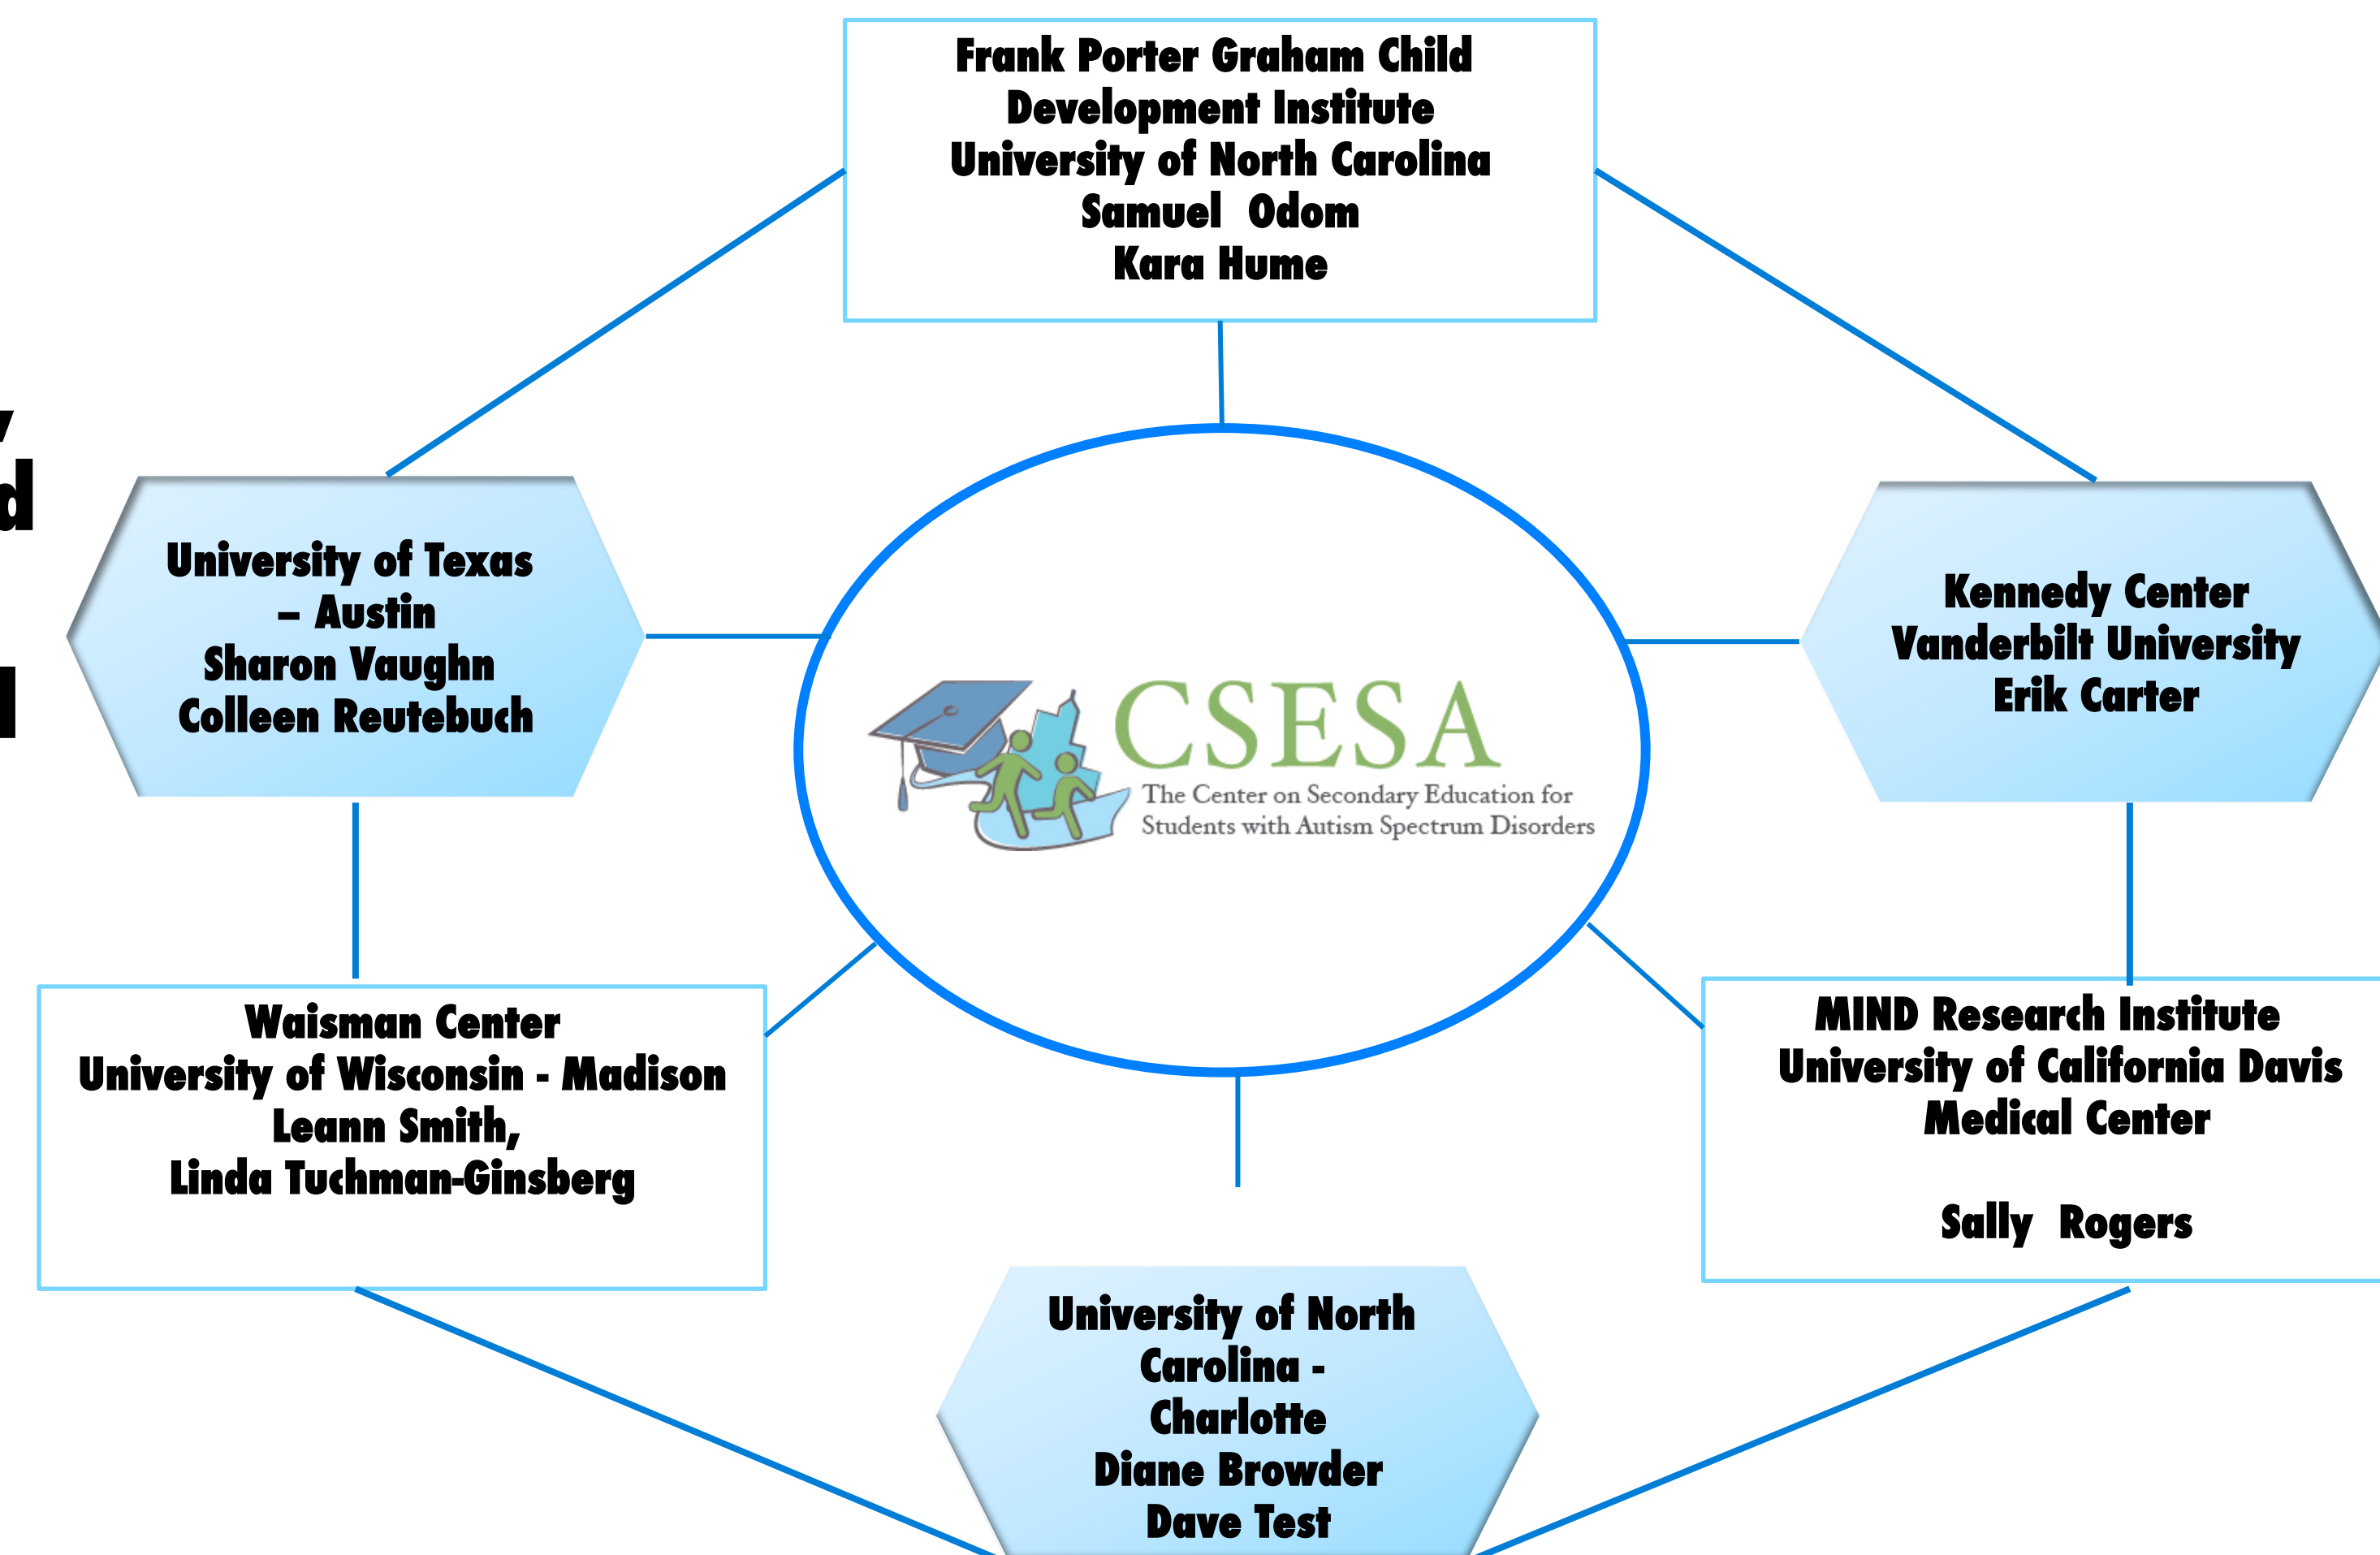 Frank Porter Graham Child
Development Institute
University of North Carolina
Samuel Odom
Kara Hume
University of Texas
– Austin
Sharon Vaughn
Colleen Reutebuch
Kennedy Center
Vanderbilt University
Erik Carter
CSESA
The Center on Secondary Education for
Students with Autism Spectrum Disorders
Waisman Center
University of Wisconsin - Madison
Leann Smith,
Linda Tuchman-Ginsberg
MIND Research Institute
University of California Davis
Medical Center
Sally Rogers
University of North
Carolina -
Charlotte
Diane Browder
Dave Test